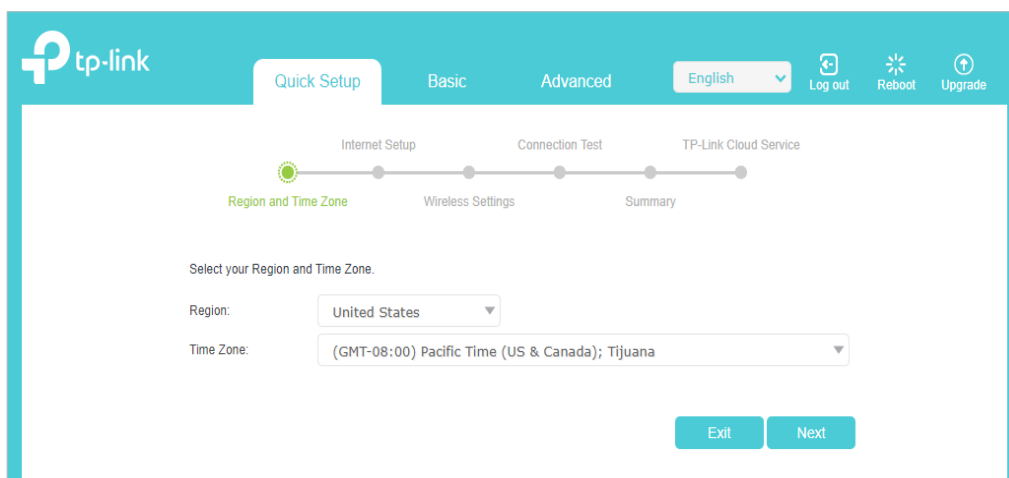 tp-link
Quick Setup Basic Advanced English Log out Reboot Upgrade
Internet Setup Connection Test TP-Link Cloud Service
Region and Time Zone Wireless Settings Summary
Select your Region and Time Zone.
Region: United States
Time Zone: (GMT-08:00) Pacific Time (US & Canada); Tijuana
Exit Next